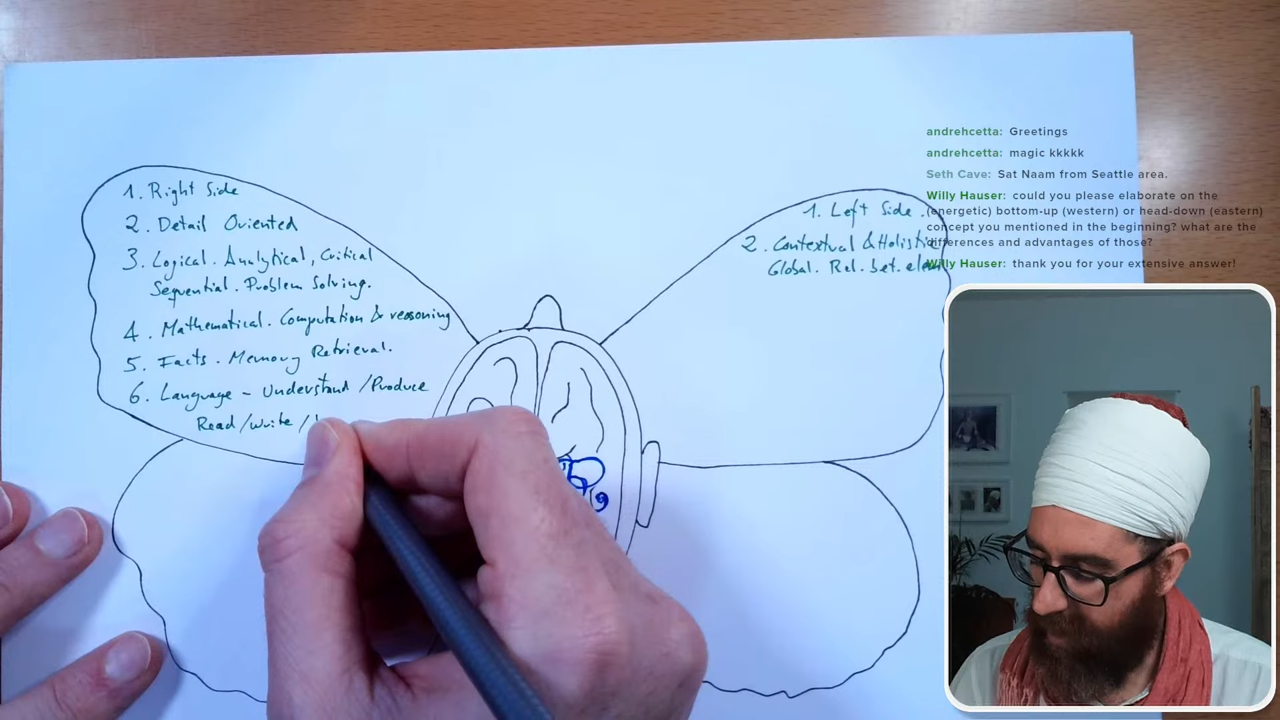 1. Right Side
2. Detail Oriented
3. Logical. Analytical, Critical
Sequential. Problem Solving.
4. Mathematical. Computation & reasoning
5. Facts. Memory Retrieval.
6. Language - Understand / Produce
Read/Write/
1. Left Side.
2. Contextual & Holistic
Global. Rel. bet. elem
andrehcetta: Greetings
andrehcetta: magic kkkkk
Seth Cave: Sat Naam from Seattle area.
Willy Hauser: could you please elaborate on the
(energetic) bottom-up (western) or head-down (eastern)
concept you mentioned in the beginning? what are the
differences and advantages of those?
Willy Hauser: thank you for your extensive answer!